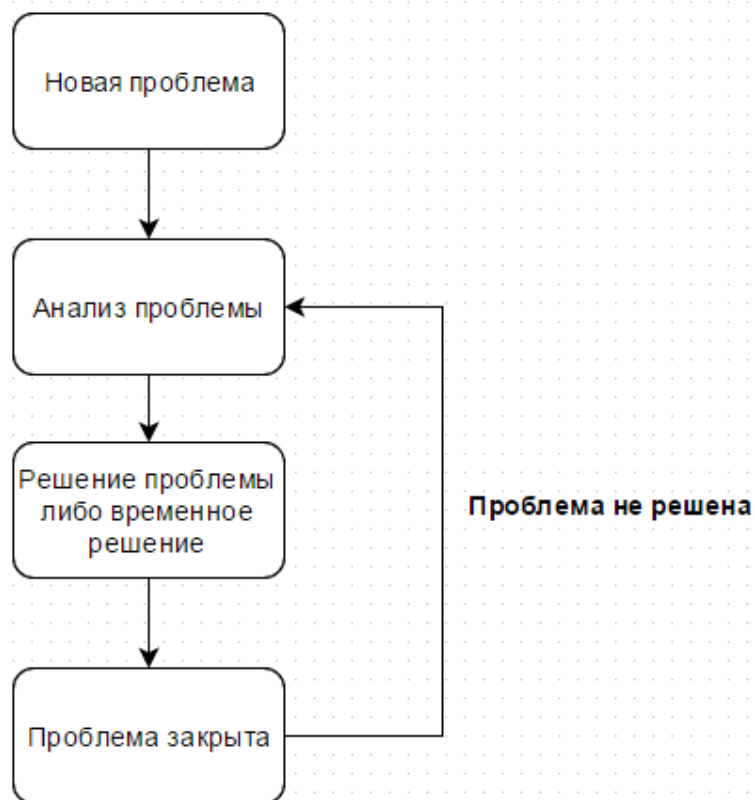 Новая проблема
Анализ проблемы
Решение проблемы
либо временное
решение
Проблема не решена
Проблема закрыта